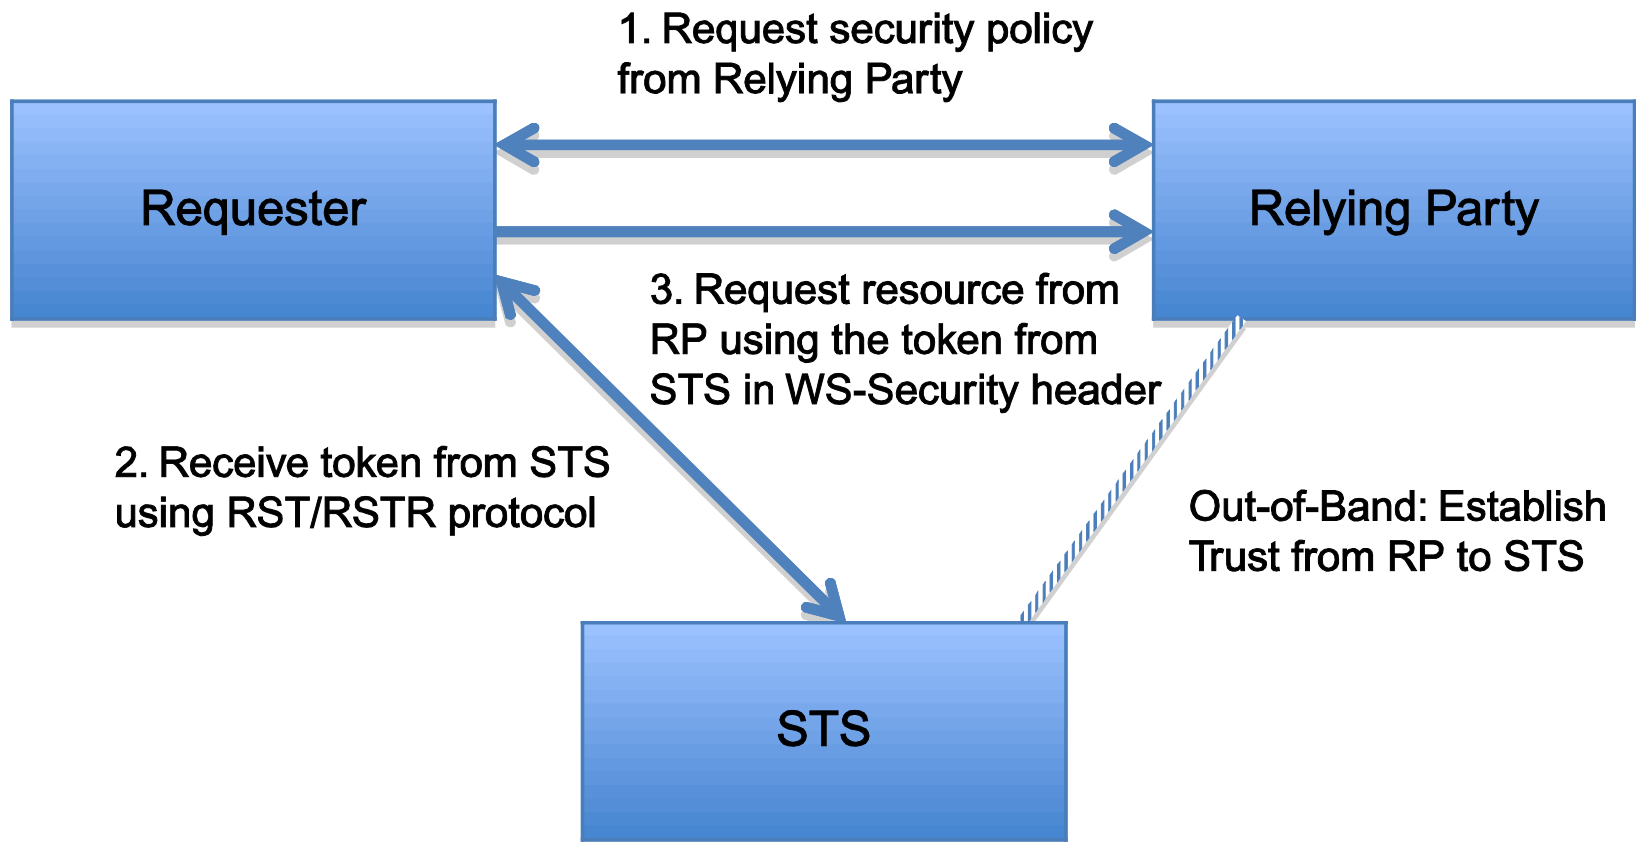 1. Request security policy
from Relying Party
Requester
Relying Party
3. Request resource from
RP using the token from
STS in WS-Security header
2. Receive token from STS
using RST/RSTR protocol
Out-of-Band: Establish
Trust from RP to STS
STS